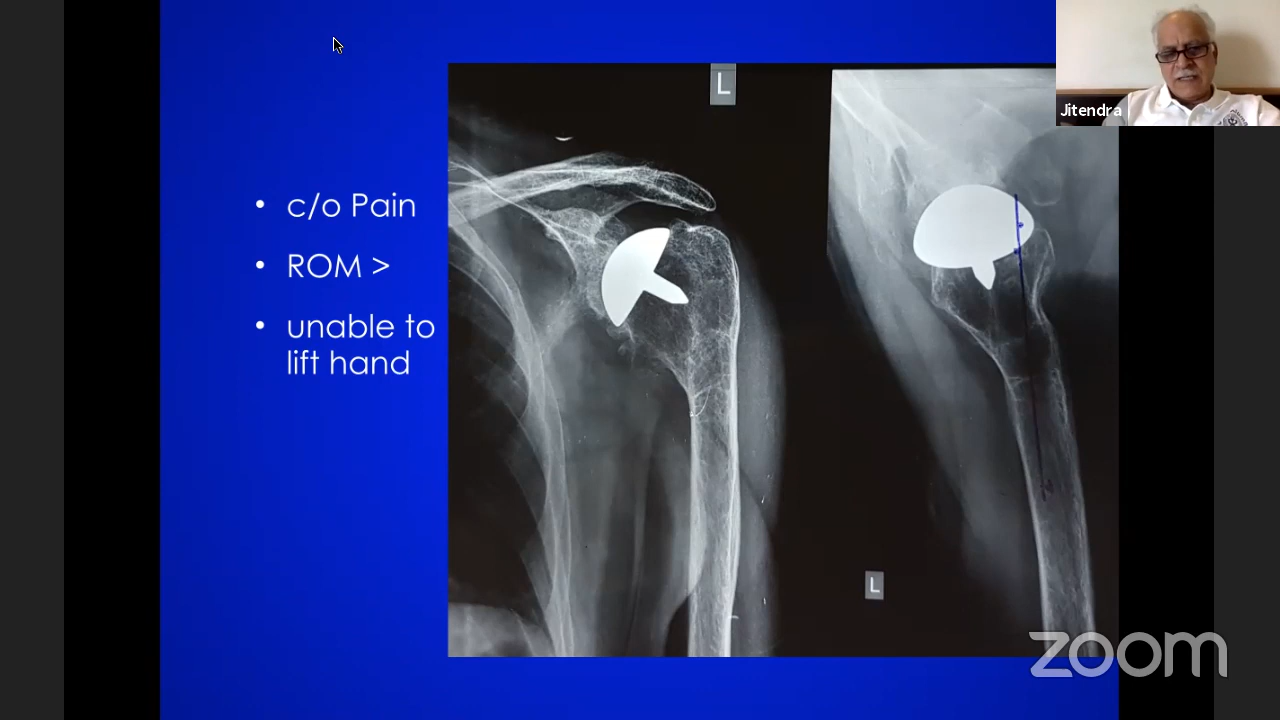 L
Jitendra
• c/o Pain
• ROM >
• unable to
lift hand
L
zoom